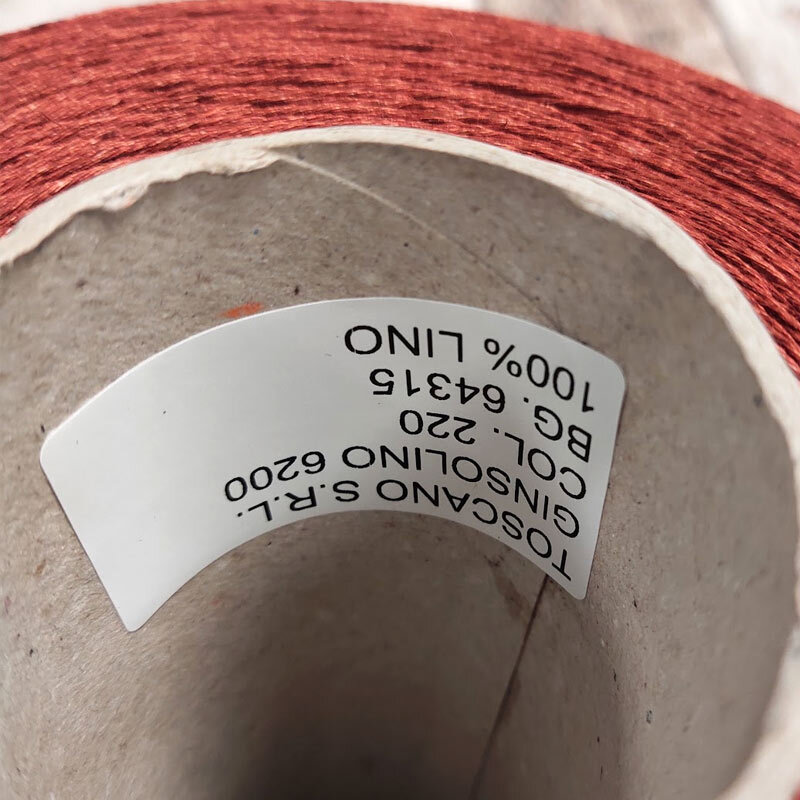 TOSCANO S.R.L.
GINSOLINO 6200
COL. 220
BG. 64315
100% LINO